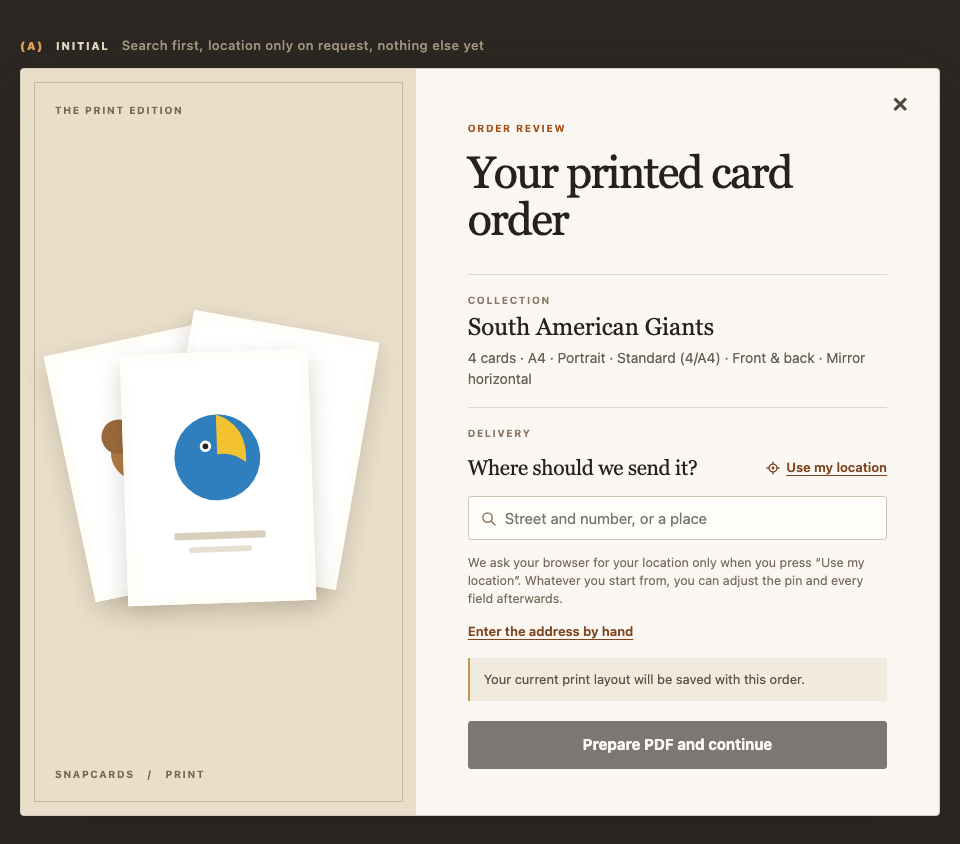 (A) INITIAL Search first, location only on request, nothing else yet
THE PRINT EDITION
SNAPCARDS / PRINT
×
ORDER REVIEW
Your printed card
order
COLLECTION
South American Giants
4 cards · A4 · Portrait · Standard (4/A4) · Front & back · Mirror
horizontal
DELIVERY
Where should we send it?
Use my location
Street and number, or a place
We ask your browser for your location only when you press “Use my
location”. Whatever you start from, you can adjust the pin and every
field afterwards.
Enter the address by hand
Your current print layout will be saved with this order.
Prepare PDF and continue